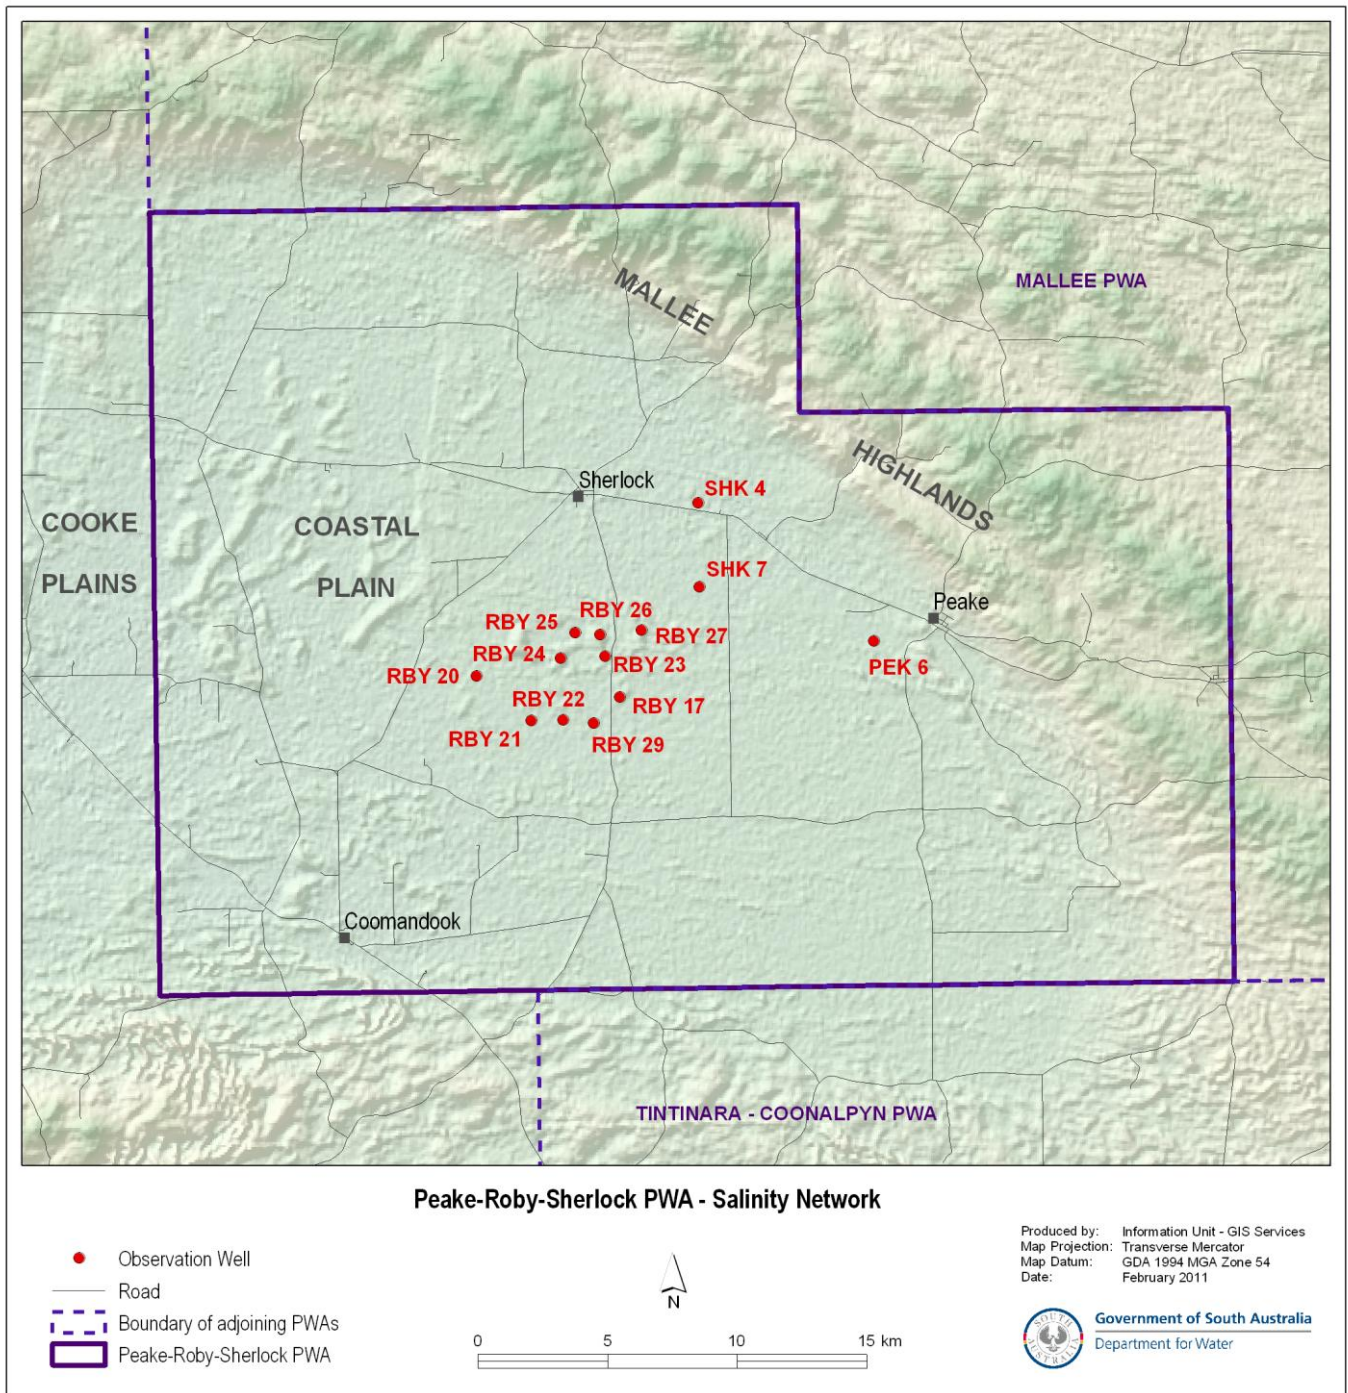 MALLEE PWA
MALLEE
HIGHLANDS
Sherlock
SHK 4
COOKE
PLAINS
COASTAL
PLAIN
SHK 7
Peake
RBY 26
RBY 25
RBY 27
RBY 24
RBY 23
PEK 6
RBY 20
RBY 22
RBY 17
RBY 21
RBY 29
Coomandook
TINTINARA - COONALPYN PWA
Peake-Roby-Sherlock PWA - Salinity Network
Observation Well
Road
Boundary of adjoining PWAs
Peake-Roby-Sherlock PWA
N
0 5 10 15 km
Produced by: Information Unit - GIS Services
Map Projection: Transverse Mercator
Map Datum: GDA 1994 MGA Zone 54
Date: February 2011
SOUTH AUSTRALIA
Government of South Australia
Department for Water